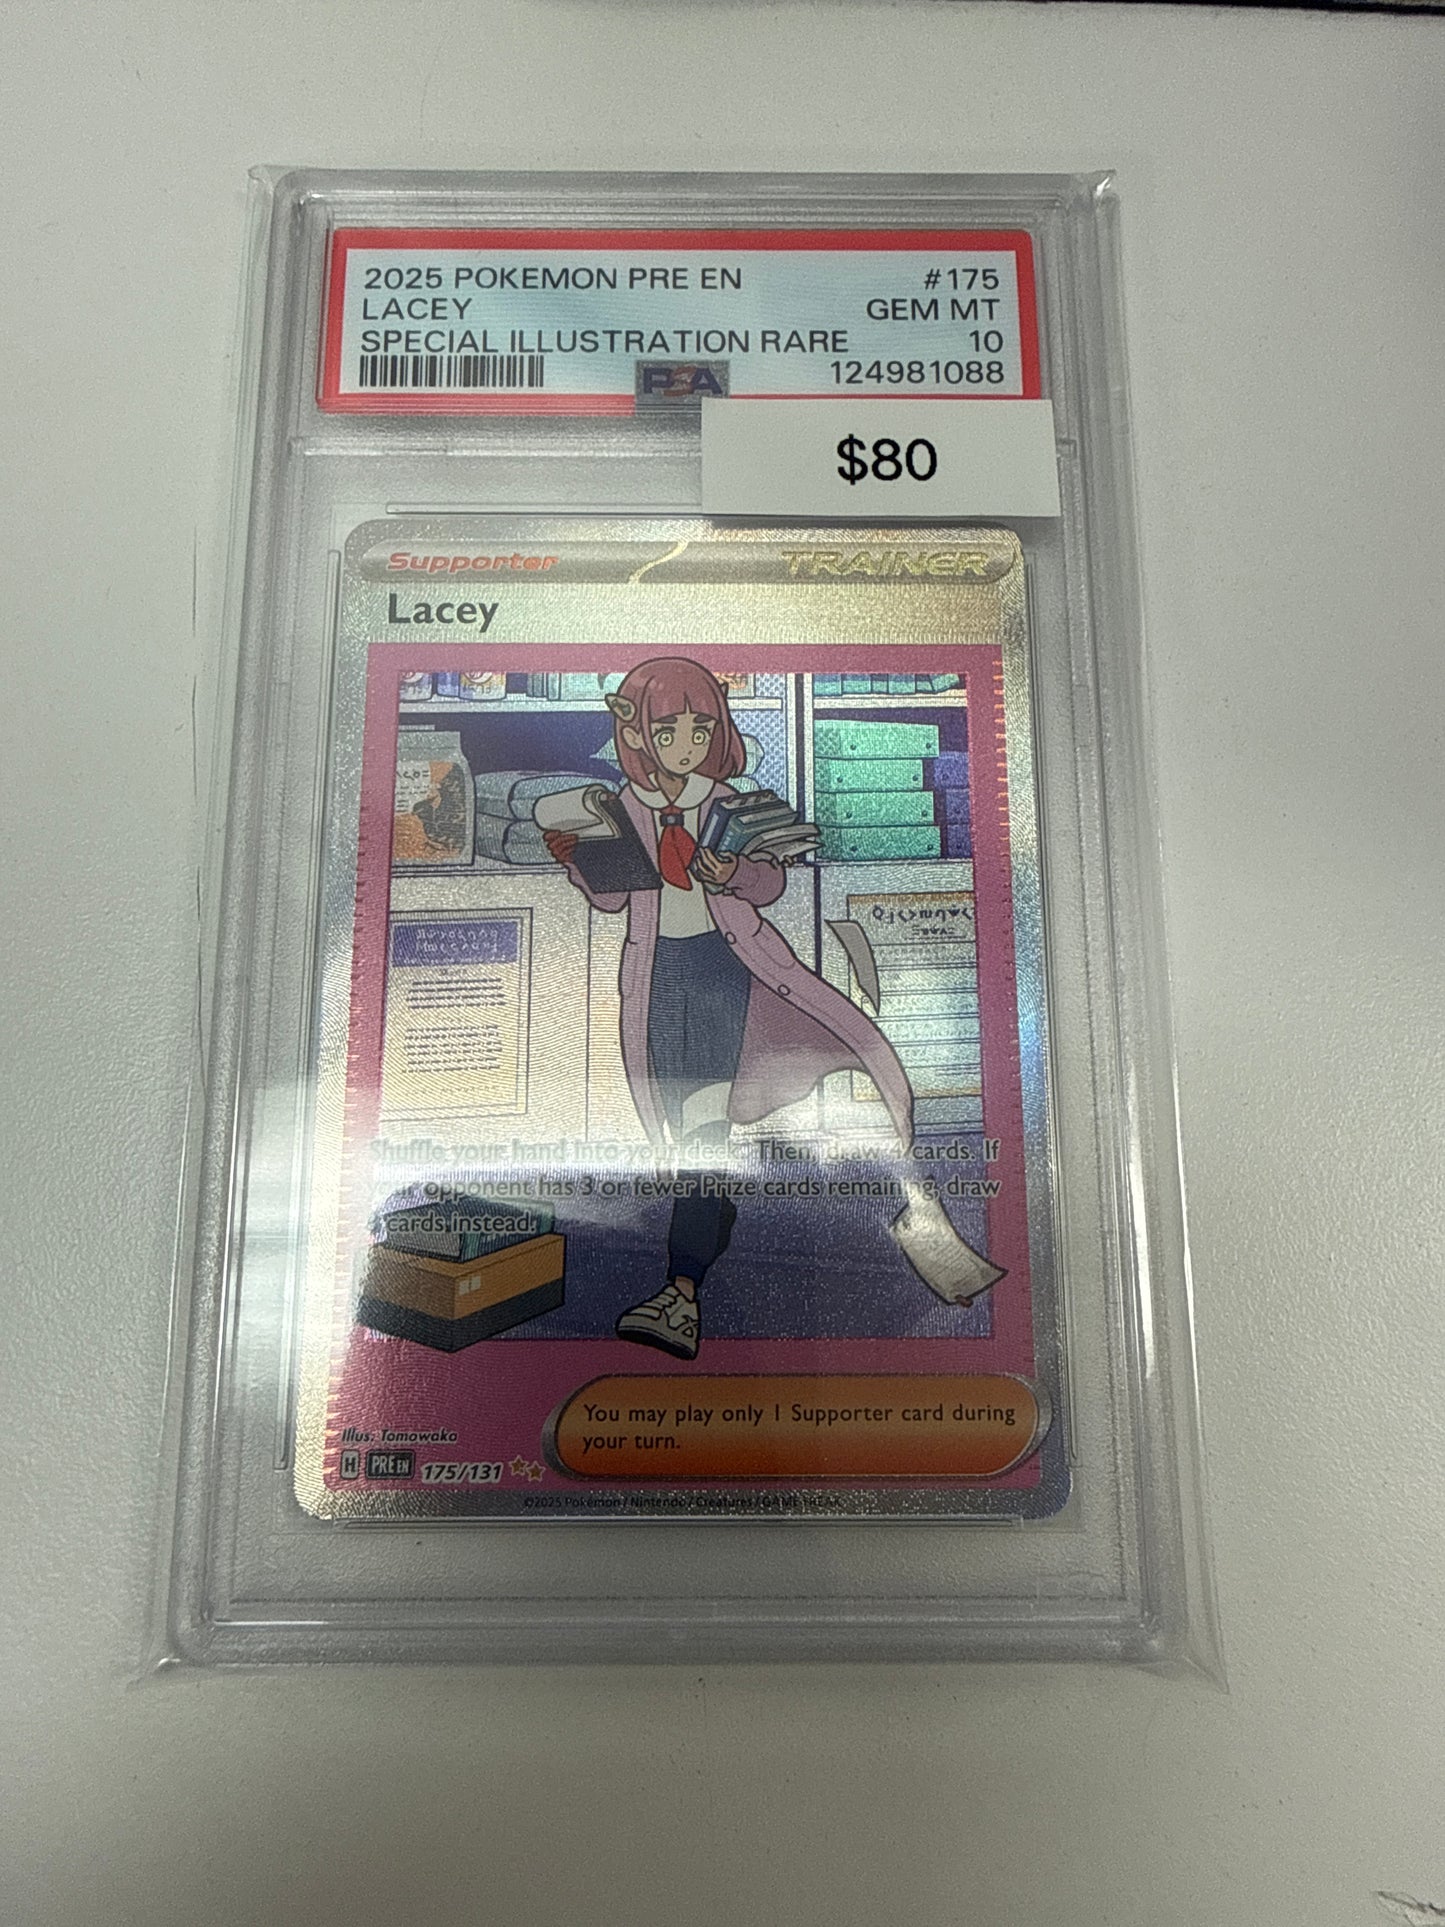 2025 POKEMON PRE EN #175
LACEY GEM MT
SPECIAL ILLUSTRATION RARE 10
PSA 124981088
$80
Supporter TRAINER
Lacey
Shuffle your hand into your deck. Then, draw 4 cards. If
your opponent has 3 or fewer Prize cards remaining, draw
cards instead.
You may play only 1 Supporter card during
your turn.
Illus. Tomowaka
H PRE EN 175/131
©2025 Pokémon / Nintendo / Creatures / GAME FREAK